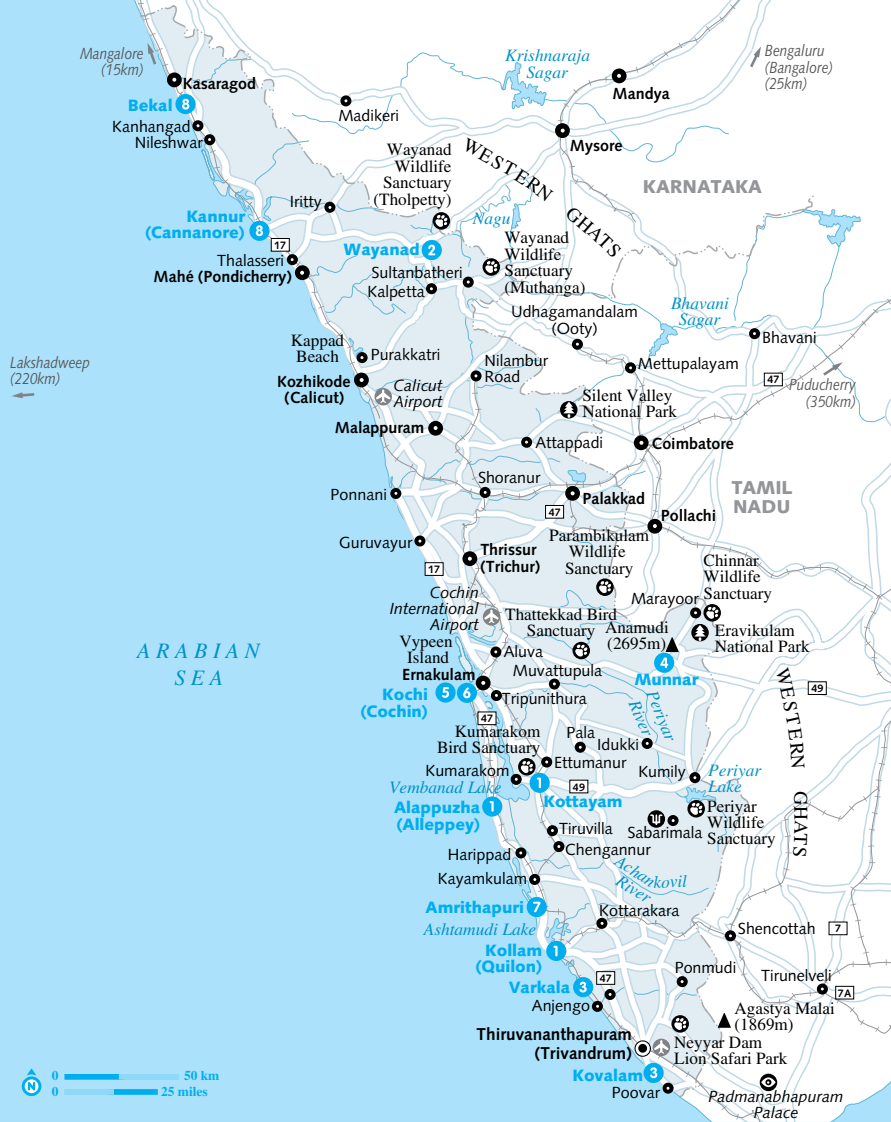 Mangalore
(15km)
Kasaragod
Bekal 8
Kanhangad
Nileshwar
Madikeri
Krishnaraja
Sagar
Mandya
Bengaluru
(Bangalore)
(25km)
Mysore
WESTERN
GHATS
KARNATAKA
Wayanad
Wildlife
Sanctuary
(Tholpetty)
Iritty
Nagu
Kannur
(Cannanore) 8
17
Wayanad 2
Wayanad
Wildlife
Sanctuary
(Muthanga)
Thalasseri
Mahé (Pondicherry)
Sultanbatheri
Kalpetta
Udhagamandalam
(Ooty)
Bhavani
Sagar
Bhavani
Kappad
Beach
Purakkatri
Nilambur
Road
Mettupalayam
47
Lakshadweep
(220km)
Puducherry
(350km)
Kozhikode
(Calicut)
Calicut
Airport
Silent Valley
National Park
Malappuram
Attappadi
Coimbatore
Shoranur
Ponnani
Palakkad
TAMIL
NADU
47
Pollachi
Guruvayur
Thrissur
(Trichur)
Parambikulam
Wildlife
Sanctuary
17
Chinnar
Wildlife
Sanctuary
Marayoor
Cochin
International
Airport
Thattekkad Bird
Sanctuary
Anamudi
(2695m)
Eravikulam
National Park
ARABIAN
SEA
Vypeen
Island
Aluva
4
Munnar
Ernakulam
Muvattupula
Kochi
(Cochin)
5 6
Tripunithura
Periyar
River
49
WESTERN
GHATS
47
Kumarakom
Bird Sanctuary
Pala
Idukki
Ettumanur
Kumarakom
Kumily
Periyar
Lake
Vembanad Lake
1
Kottayam
49
Alappuzha
(Alleppey)
1
Periyar
Wildlife
Sanctuary
Sabarimala
Tiruvilla
Chengannur
Harippad
Kayamkulam
Achankovil
River
Amrithapuri 7
Ashtamudi Lake
Kottarakara
Shencottah
7
Kollam
(Quilon)
1
Ponmudi
Tirunelveli
7A
Varkala 3
47
Anjengo
Agastya Malai
(1869m)
Thiruvananthapuram
(Trivandrum)
Neyyar Dam
Lion Safari Park
Kovalam 3
Poovar
Padmanabhapuram
Palace
N
0 50 km
0 25 miles